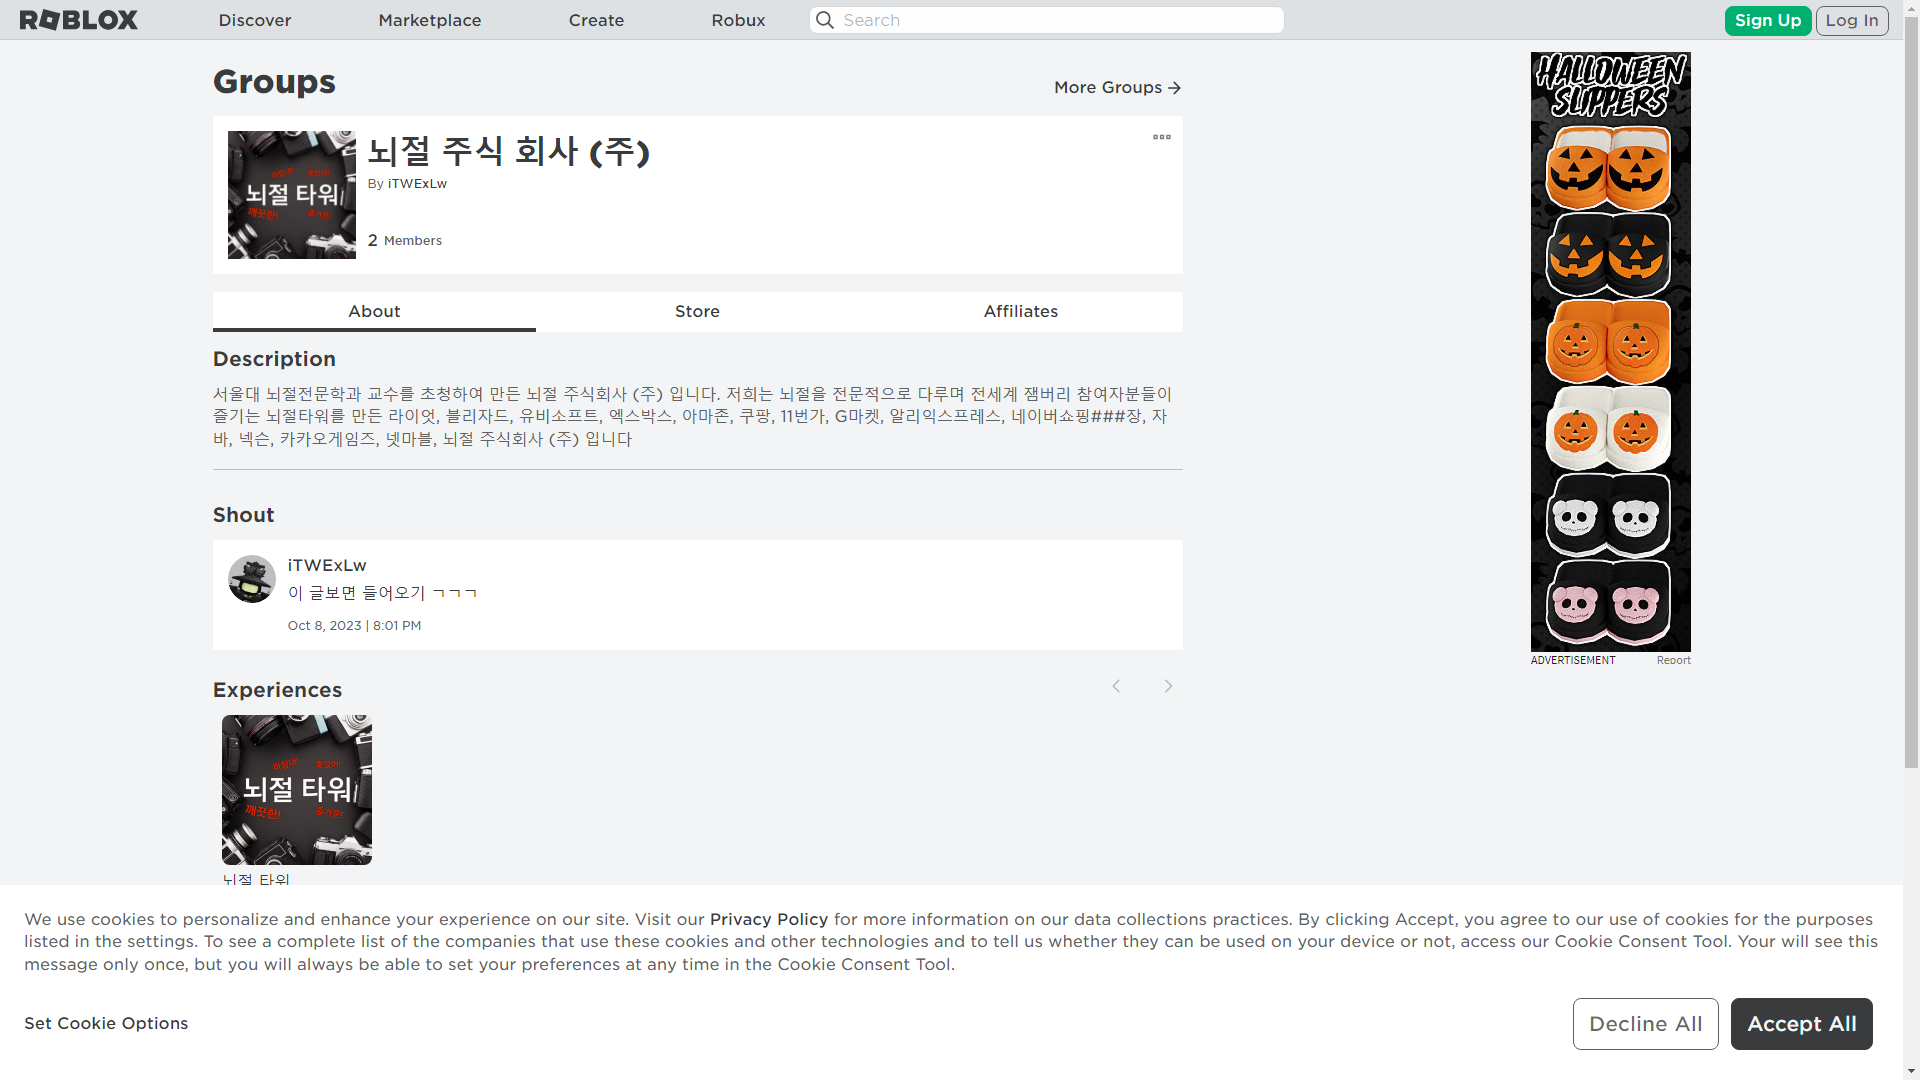 ROBLOX
Discover
Marketplace
Create
Robux
Search
Sign Up
Log In
Groups
More Groups
뇌절 주식 회사 (주)
By iTWExLw
2 Members
뇌절 타워
깨끗한!
About
Store
Affiliates
Description
서울대 뇌절전문학과 교수를 초청하여 만든 뇌절 주식회사 (주) 입니다. 저희는 뇌절을 전문적으로 다루며 전세계 잼버리 참여자분들이
즐기는 뇌절타워를 만든 라이엇, 블리자드, 유비소프트, 엑스박스, 아마존, 쿠팡, 11번가, G마켓, 알리익스프레스, 네이버쇼핑###장, 자
바, 넥슨, 카카오게임즈, 넷마블, 뇌절 주식회사 (주) 입니다
Shout
iTWExLw
이 글보면 들어오기 ㄱㄱㄱ
Oct 8, 2023 | 8:01 PM
Experiences
뇌절 타워
깨끗한!
뇌절 타워
HALLOWEEN
SLIPPERS
ADVERTISEMENT
Report
We use cookies to personalize and enhance your experience on our site. Visit our Privacy Policy for more information on our data collections practices. By clicking Accept, you agree to our use of cookies for the purposes
listed in the settings. To see a complete list of the companies that use these cookies and other technologies and to tell us whether they can be used on your device or not, access our Cookie Consent Tool. Your will see this
message only once, but you will always be able to set your preferences at any time in the Cookie Consent Tool.
Set Cookie Options
Decline All
Accept All